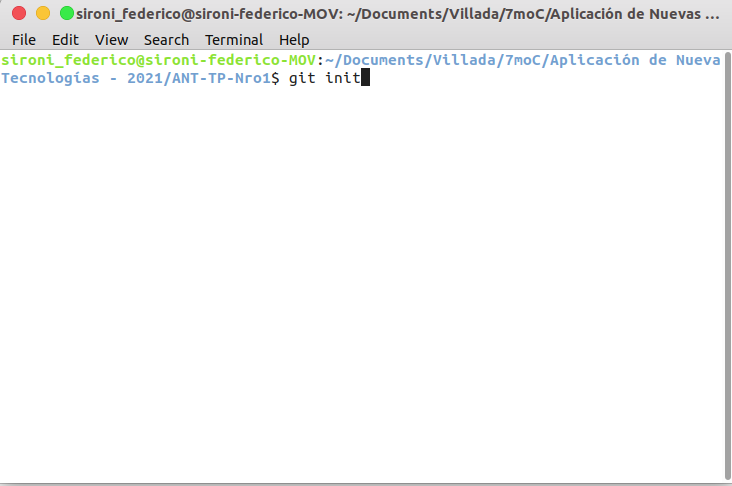 sironi_federico@sironi-federico-MOV: ~/Documents/Villada/7moC/Aplicación de Nuevas ...
File Edit View Search Terminal Help
sironi_federico@sironi-federico-MOV:~/Documents/Villada/7moC/Aplicación de Nueva
Tecnologías - 2021/ANT-TP-Nro1$ git init